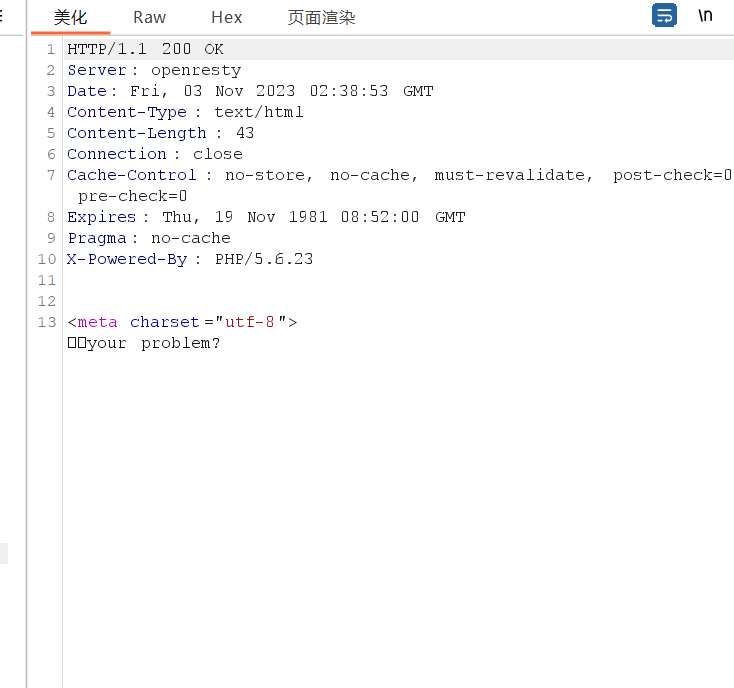 美化 Raw Hex 页面渲染 \n
1 HTTP/1.1 200 OK
2 Server: openresty
3 Date: Fri, 03 Nov 2023 02:38:53 GMT
4 Content-Type: text/html
5 Content-Length: 43
6 Connection: close
7 Cache-Control: no-store, no-cache, must-revalidate, post-check=0
pre-check=0
8 Expires: Thu, 19 Nov 1981 08:52:00 GMT
9 Pragma: no-cache
10 X-Powered-By: PHP/5.6.23
11
12
13 <meta charset="utf-8">
□□your problem?